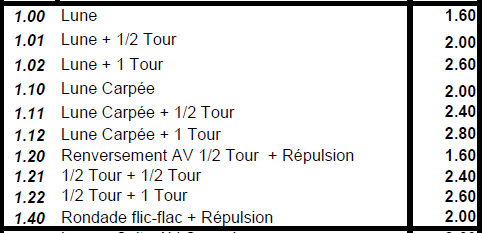 1.00 Lune 1.60
1.01 Lune + 1/2 Tour 2.00
1.02 Lune + 1 Tour 2.60
1.10 Lune Carpée 2.00
1.11 Lune Carpée + 1/2 Tour 2.40
1.12 Lune Carpée + 1 Tour 2.80
1.20 Renversement AV 1/2 Tour + Répulsion 1.60
1.21 1/2 Tour + 1/2 Tour 2.40
1.22 1/2 Tour + 1 Tour 2.60
1.40 Rondade flic-flac + Répulsion 2.00